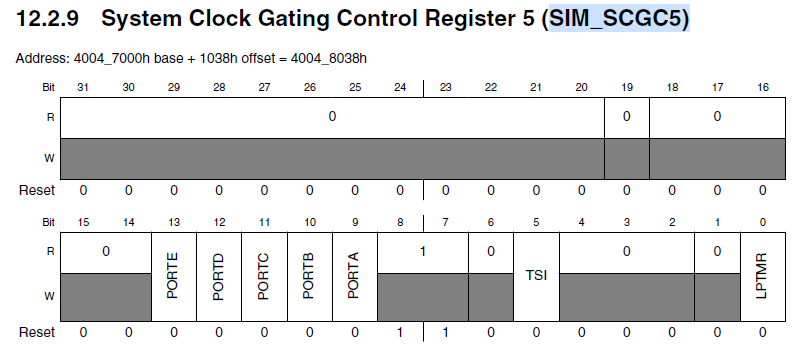 12.2.9 System Clock Gating Control Register 5 (SIM_SCGC5)
Address: 4004_7000h base + 1038h offset = 4004_8038h
Bit 31 30 29 28 27 26 25 24 23 22 21 20 19 18 17 16
R 0 0 0
W
Reset 0 0 0 0 0 0 0 0 0 0 0 0 0 0 0 0
Bit 15 14 13 12 11 10 9 8 7 6 5 4 3 2 1 0
R 0 PORTE PORTD PORTC PORTB PORTA 1 0 TSI 0 0 LPTMR
W
Reset 0 0 0 0 0 0 0 1 1 0 0 0 0 0 0 0